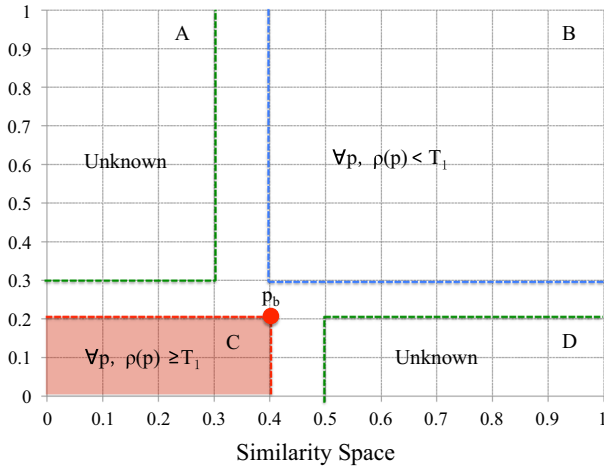 1
0.9
0.8
0.7
0.6
0.5
0.4
0.3
0.2
0.1
0
A
B
Unknown
∀p, ρ(p) < T₁
p_b
C
D
∀p, ρ(p) ≥T₁
Unknown
0 0.1 0.2 0.3 0.4 0.5 0.6 0.7 0.8 0.9 1
Similarity Space